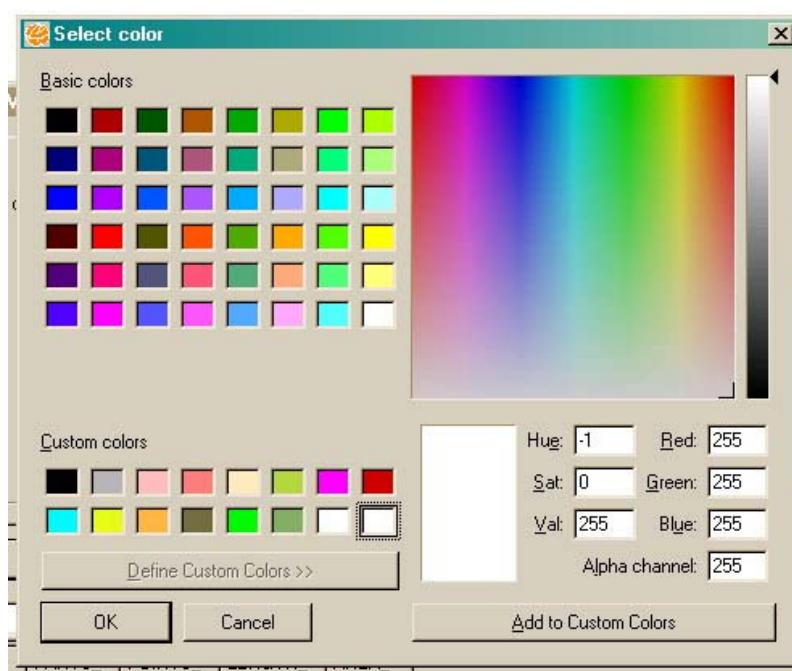 Select color
Basic colors
Custom colors
Hue: -1 Red: 255
Sat: 0 Green: 255
Val: 255 Blue: 255
Alpha channel: 255
Define Custom Colors >>
OK Cancel Add to Custom Colors